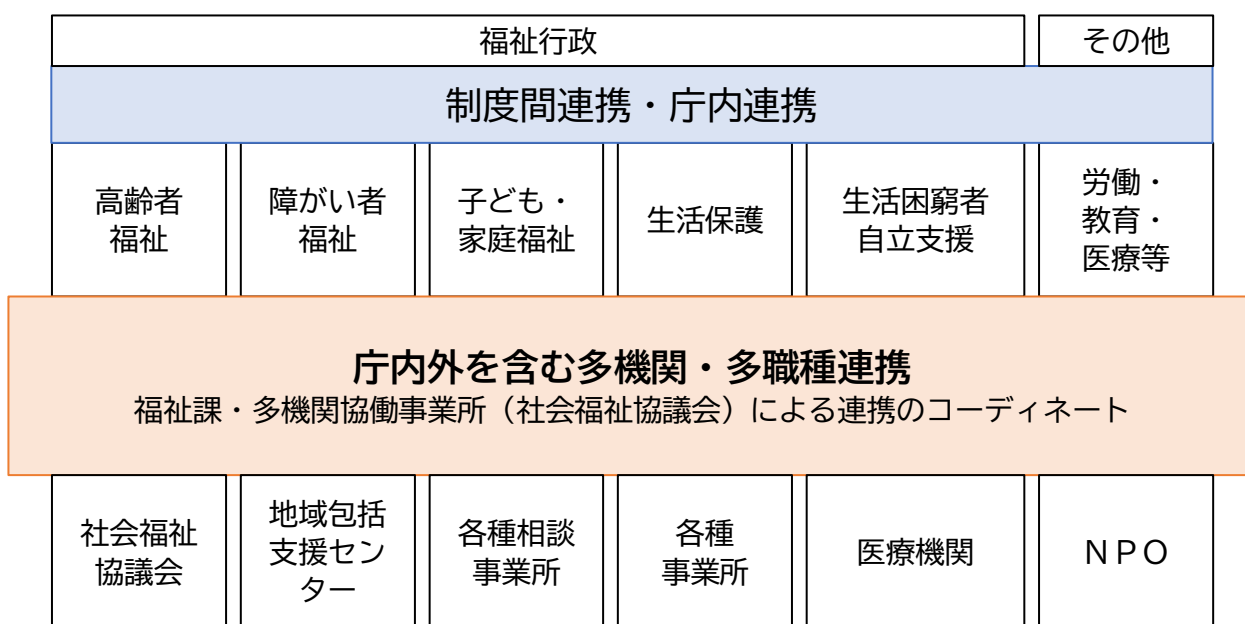 福祉行政
その他
制度間連携・庁内連携
高齢者
福祉
障がい者
福祉
子ども・
家庭福祉
生活保護
生活困窮者
自立支援
労働・
教育・
医療等
庁内外を含む多機関・多職種連携
福祉課・多機関協働事業所（社会福祉協議会）による連携のコーディネート
社会福祉
協議会
地域包括
支援セン
ター
各種相談
事業所
各種
事業所
医療機関
ＮＰＯ